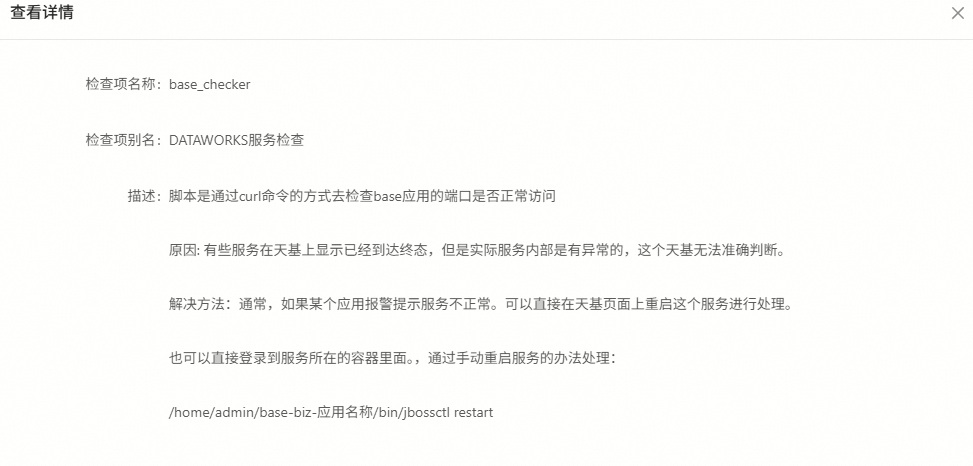 查看详情
检查项名称：base_checker
检查项别名：DATAWORKS服务检查
描述：脚本是通过curl命令的方式去检查base应用的端口是否正常访问
原因: 有些服务在天基上显示已经到达终态，但是实际服务内部是有异常的，这个天基无法准确判断。
解决方法：通常，如果某个应用报警提示服务不正常。可以直接在天基页面上重启这个服务进行处理。
也可以直接登录到服务所在的容器里面。，通过手动重启服务的办法处理：
/home/admin/base-biz-应用名称/bin/jbossctl restart